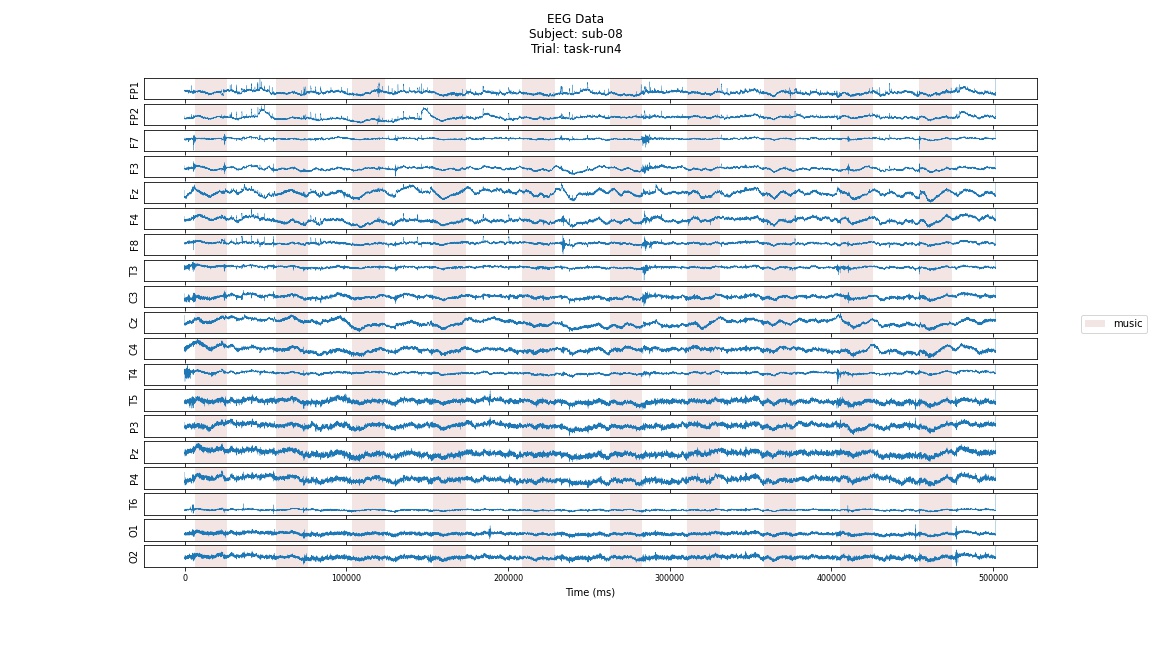 EEG Data
Subject: sub-08
Trial: task-run4
FP1
FP2
F7
F3
Fz
F4
F8
T3
C3
Cz
C4
T4
T5
P3
Pz
P4
T6
O1
O2
music
0 100000 200000 300000 400000 500000
Time (ms)